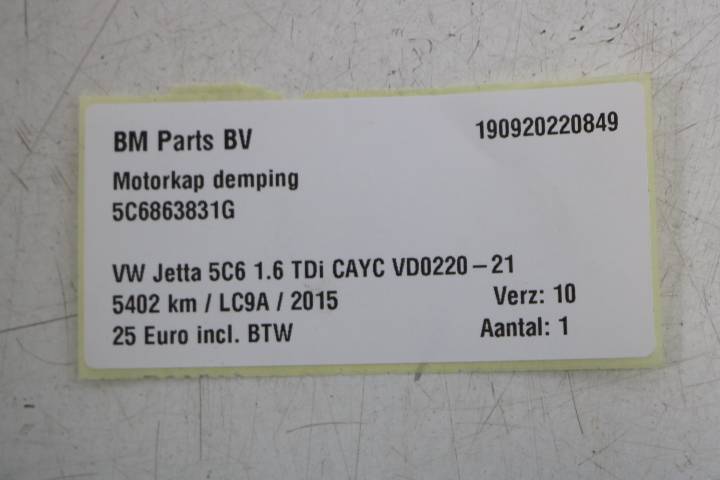 BM Parts BV 190920220849
Motorkap demping
5C6863831G
VW Jetta 5C6 1.6 TDi CAYC VD0220-21
5402 km / LC9A / 2015 Verz: 10
25 Euro incl. BTW Aantal: 1